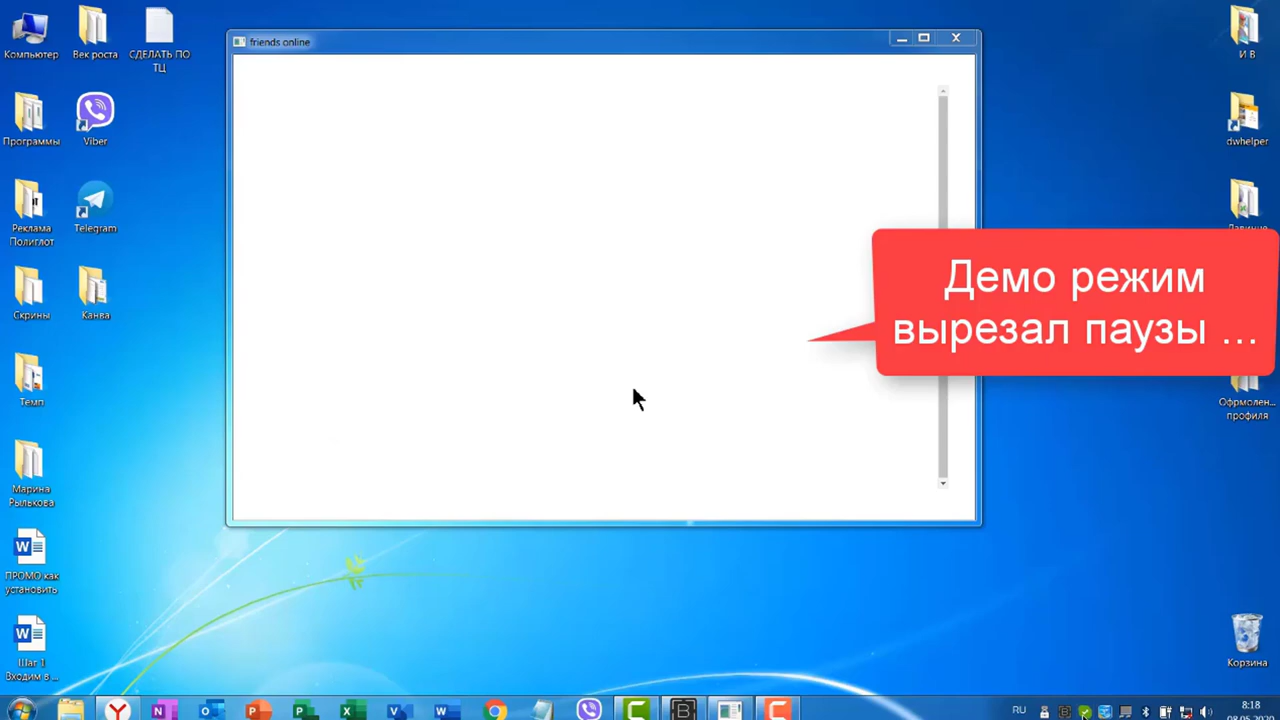 friends online
Компьютер
Век роста
СДЕЛАТЬ ПО
ТЦ
И В
Программы
Viber
dwhelper
Реклама
Полиглот
Telegram
Демо режим
вырезал паузы ...
Скрины
Канва
Темп
Офрмолен...
профиля
Марина
Рылькова
ПРОМО как
установить
Шаг 1
Входим в ...
Корзина
RU
8:18